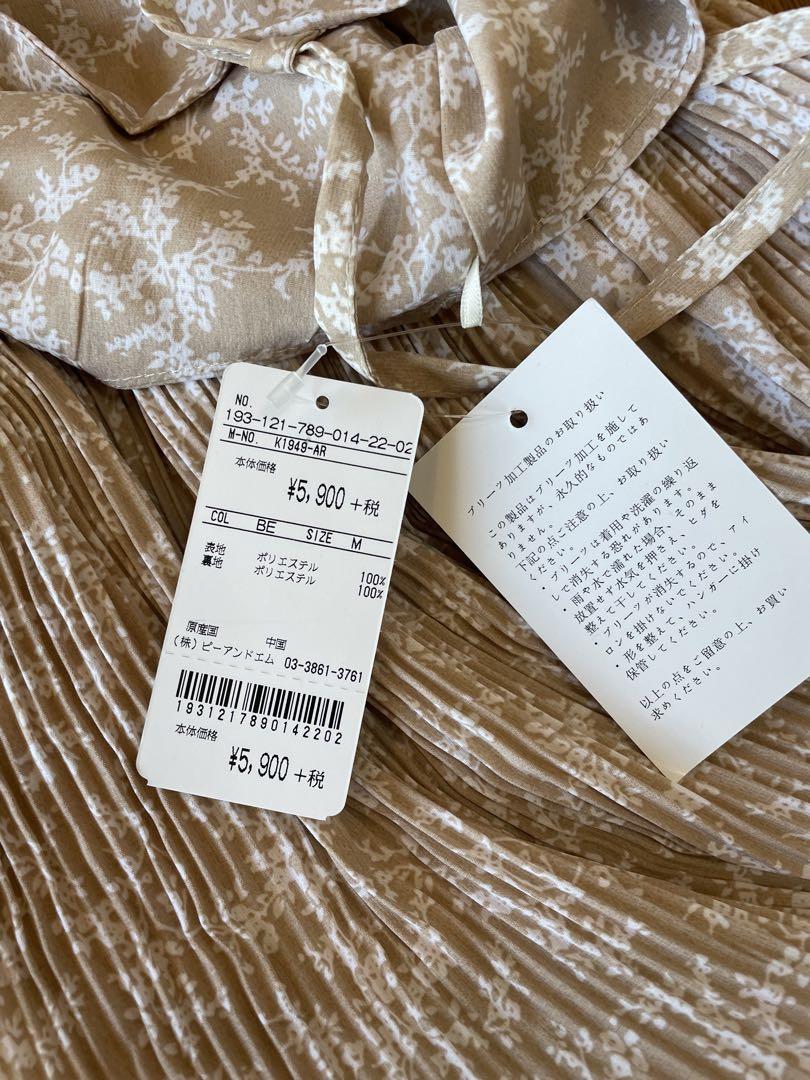 NO.
193-121-789-014-22-02
M-NO. K1949-AR
本体価格
¥5,900 +税
COL BE SIZE M
表地 ポリエステル 100%
裏地 ポリエステル 100%
原産国 中国
(株)ビーアンドエム 03-3861-3761
1931217890142202
本体価格
¥5,900 +税
プリーツ加工製品のお取り扱い
この製品はプリーツ加工を施して
ありますが、永久的なものではあ
りません。
下記の点ご注意の上、お取り扱い
ください。
・プリーツは着用や洗濯の繰り返
しで消失する恐れがあります。
・雨や水で濡れた場合、そのまま
放置せず水気を押さえ、ヒダを
整えて干してください。
・プリーツが消失するので、アイ
ロンを掛けないでください。
・形を整えて、ハンガーに掛け
保管してください。
以上の点をご留意の上、お買い
求めください。